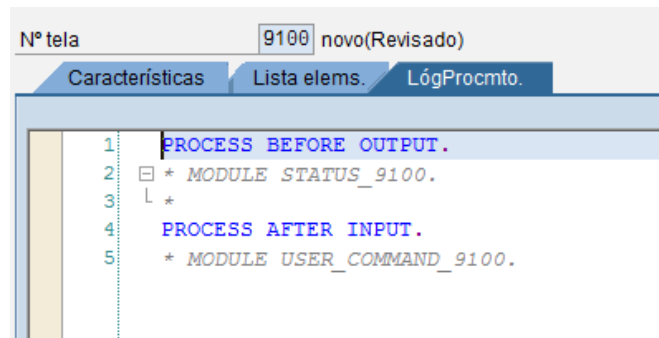 Nº tela 9100 novo(Revisado)
Características Lista elems. LógProcmto.
1 PROCESS BEFORE OUTPUT.
2 * MODULE STATUS_9100.
3 *
4 PROCESS AFTER INPUT.
5 * MODULE USER_COMMAND_9100.